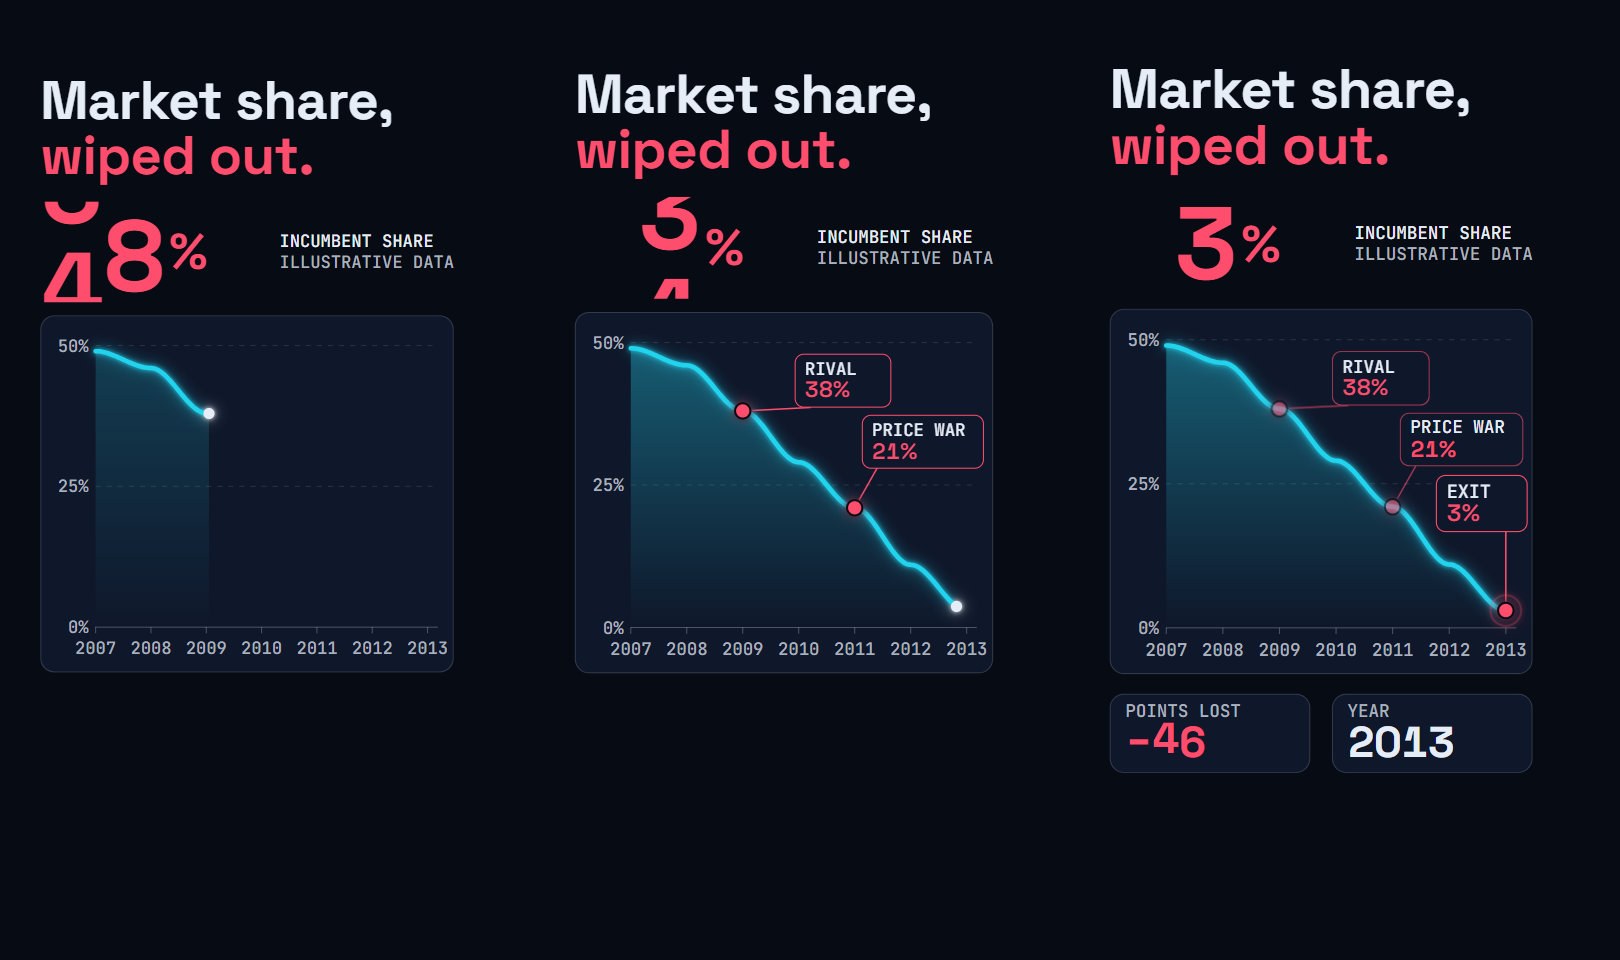 Market share,
wiped out.
8%
INCUMBENT SHARE
ILLUSTRATIVE DATA
50%
25%
0%
2007 2008 2009 2010 2011 2012 2013
Market share,
wiped out.
3%
INCUMBENT SHARE
ILLUSTRATIVE DATA
50%
RIVAL
38%
PRICE WAR
21%
25%
0%
2007 2008 2009 2010 2011 2012 2013
Market share,
wiped out.
3%
INCUMBENT SHARE
ILLUSTRATIVE DATA
50%
RIVAL
38%
PRICE WAR
21%
25%
EXIT
3%
0%
2007 2008 2009 2010 2011 2012 2013
POINTS LOST
-46
YEAR
2013